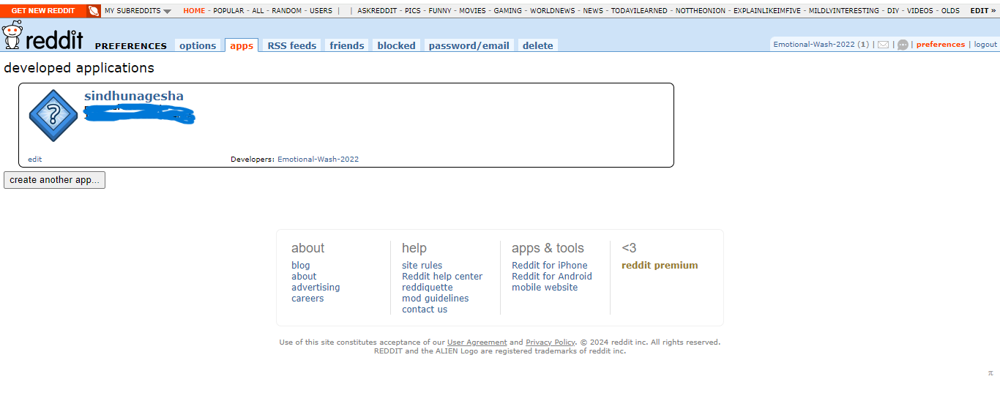 GET NEW REDDIT MY SUBREDDITS HOME - POPULAR - ALL - RANDOM - USERS | | ASKREDDIT - PICS - FUNNY - MOVIES - GAMING - WORLDNEWS - NEWS - TODAYILEARNED - NOTTHEONION - EXPLAINLIKEIMFIVE - MILDLYINTERESTING - DIY - VIDEOS - OLDS EDIT »
reddit PREFERENCES options apps RSS feeds friends blocked password/email delete Emotional-Wash-2022 (1) | | | preferences | logout
developed applications
?
sindhunagesha
edit Developers: Emotional-Wash-2022
create another app...
about
blog
about
advertising
careers
help
site rules
Reddit help center
reddiquette
mod guidelines
contact us
apps & tools
Reddit for iPhone
Reddit for Android
mobile website
<3
reddit premium
Use of this site constitutes acceptance of our User Agreement and Privacy Policy. © 2024 reddit inc. All rights reserved.
REDDIT and the ALIEN Logo are registered trademarks of reddit inc.
π